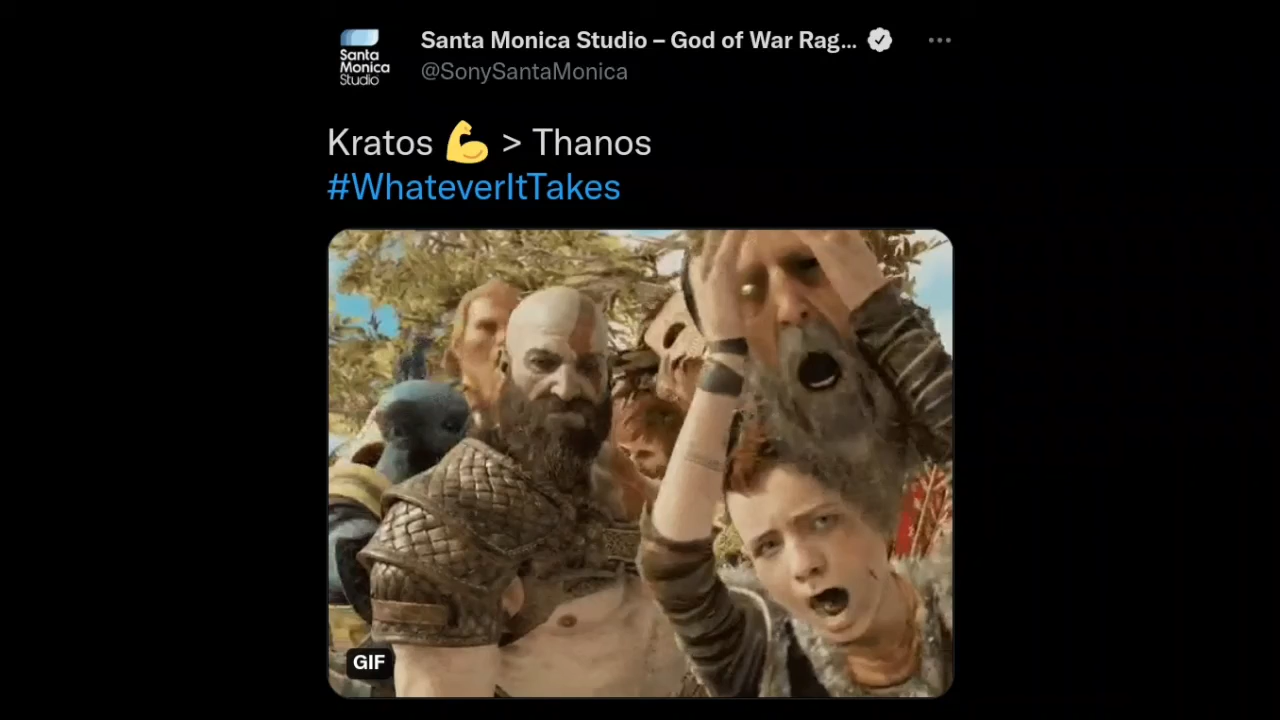 Santa
Monica
Studio
Santa Monica Studio – God of War Rag...
@SonySantaMonica
Kratos 💪 > Thanos
#WhateverItTakes
GIF